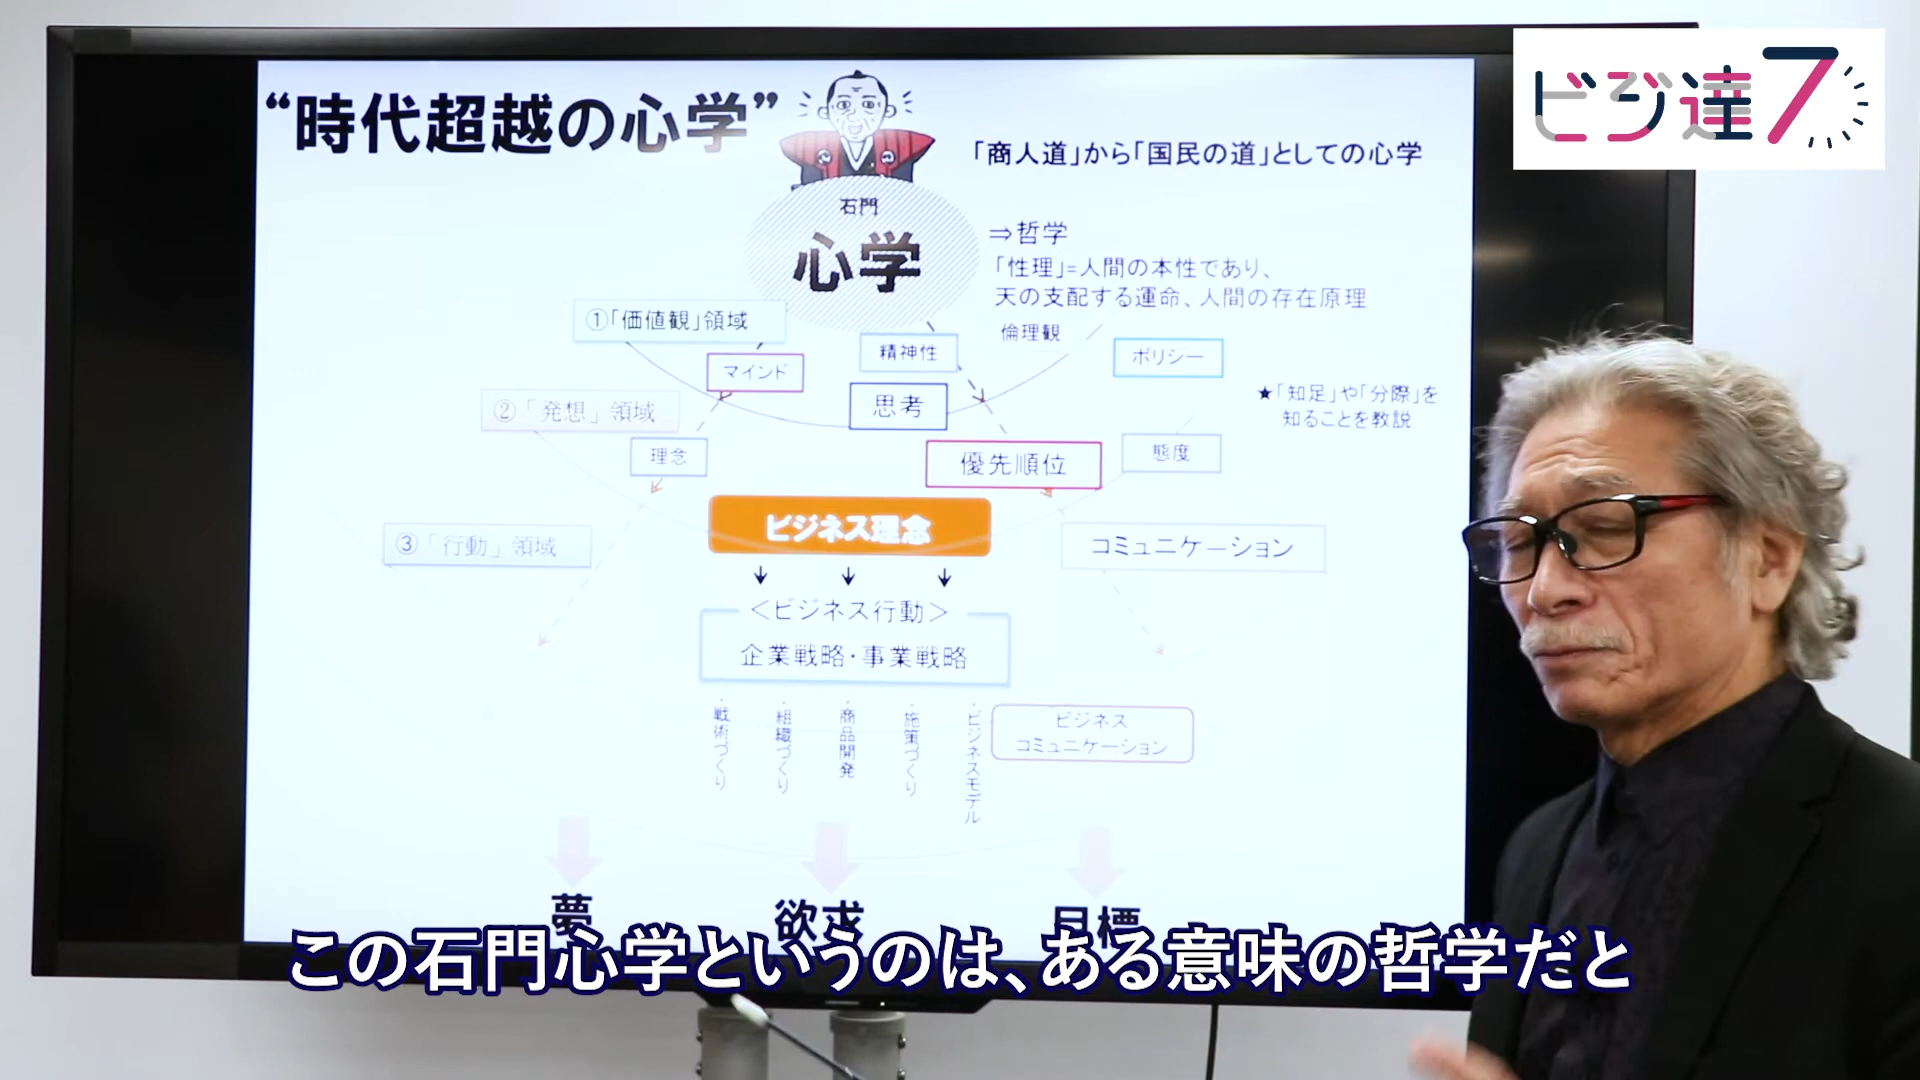 ビジ達7
“時代超越の心学”
「商人道」から「国民の道」としての心学
石門
心学
⇒哲学
「性理」=人間の本性であり、
天の支配する運命、人間の存在原理
①「価値観」領域
倫理観
マインド
精神性
ポリシー
思考
★「知足」や「分際」を
知ることを教説
②「発想」領域
理念
優先順位
態度
ビジネス理念
③「行動」領域
コミュニケーション
<ビジネス行動>
企業戦略・事業戦略
・戦術づくり
・組織づくり
・商品開発
・施策づくり
・ビジネスモデル
ビジネス
コミュニケーション
夢
欲求
目標
この石門心学というのは、ある意味の哲学だと